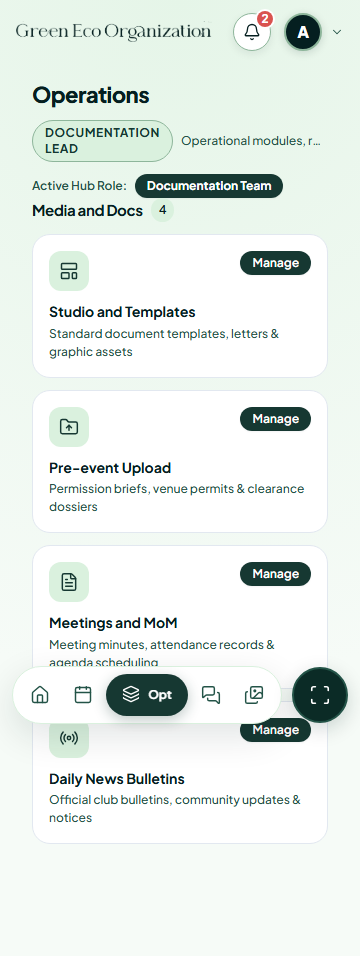 Green Eco Organization
2
A
Operations
DOCUMENTATION
LEAD
Operational modules, r...
Active Hub Role:
Documentation Team
Media and Docs
4
Manage
Studio and Templates
Standard document templates, letters &
graphic assets
Manage
Pre-event Upload
Permission briefs, venue permits & clearance
dossiers
Manage
Meetings and MoM
Meeting minutes, attendance records &
agenda scheduling
Opt
Manage
Daily News Bulletins
Official club bulletins, community updates &
notices